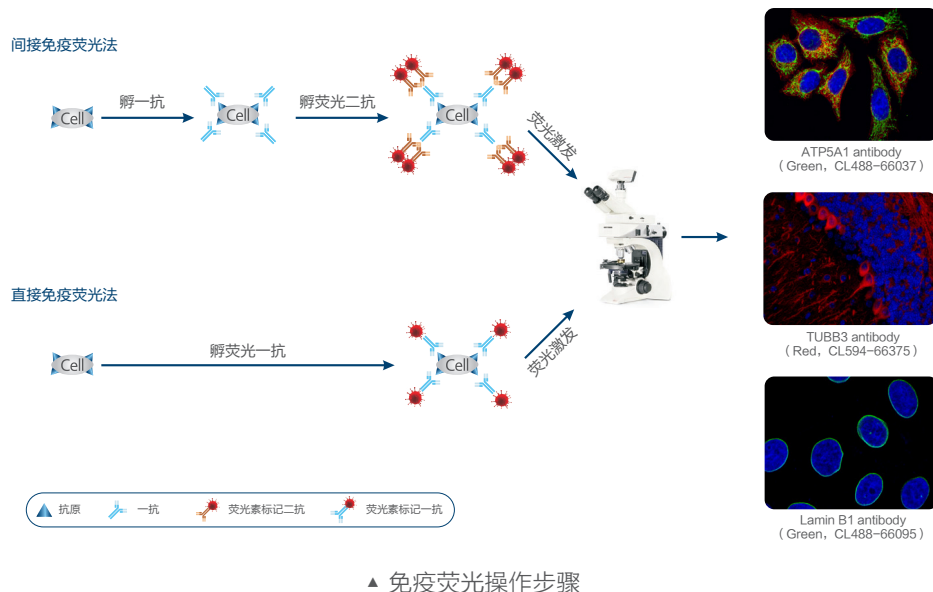 间接免疫荧光法
Cell
孵一抗
Cell
孵荧光二抗
Cell
荧光激发
直接免疫荧光法
Cell
孵荧光一抗
Cell
荧光激发
ATP5A1 antibody
(Green, CL488-66037)
TUBB3 antibody
(Red, CL594-66375)
Lamin B1 antibody
(Green, CL488-66095)
抗原
一抗
荧光素标记二抗
荧光素标记一抗
▲ 免疫荧光操作步骤